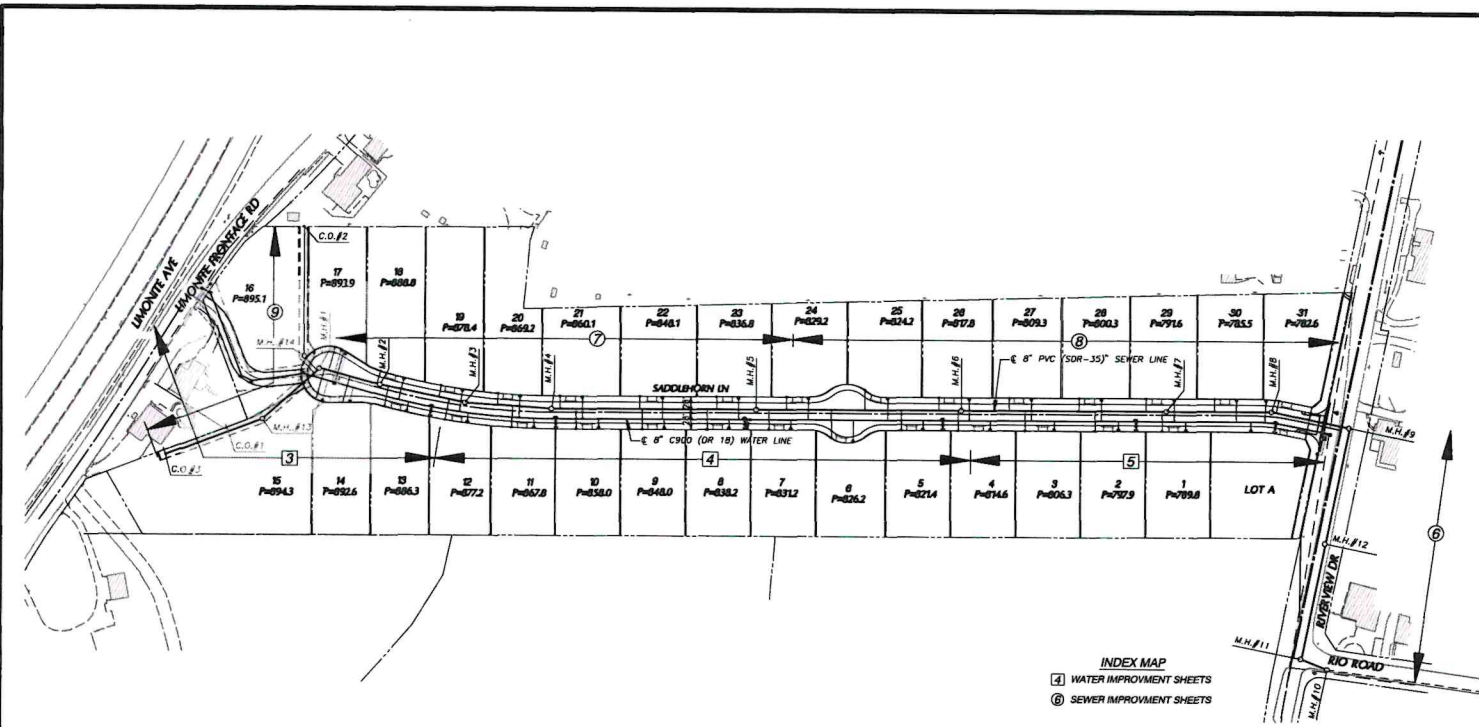 LIMONITE AVE
LIMONITE FRONTAGE RD
C.O.#2
16
P=895.1
17
P=893.9
18
P=888.8
19
P=878.4
20
P=869.2
21
P=860.1
22
P=848.1
23
P=836.8
24
P=829.2
25
P=824.2
26
P=817.8
27
P=809.3
28
P=800.3
29
P=791.6
30
P=785.5
31
P=782.6
9
7
8
M.H.#14
M.H.#1
M.H.#2
M.H.#3
M.H.#4
M.H.#5
M.H.#6
M.H.#7
M.H.#8
M.H.#9
℄ 8" PVC (SDR-35)" SEWER LINE
SADDLEHORN LN
℄ 8" C900 (DR 18) WATER LINE
M.H.#13
C.O.#1
C.O.#3
3
4
5
15
P=894.3
14
P=892.6
13
P=886.3
12
P=877.2
11
P=867.8
10
P=858.0
9
P=848.0
8
P=838.2
7
P=831.2
6
P=826.2
5
P=821.4
4
P=814.6
3
P=806.3
2
P=797.9
1
P=789.8
LOT A
6
M.H.#12
RIVERVIEW DR
M.H.#11
RIO ROAD
M.H.#10
INDEX MAP
4 WATER IMPROVMENT SHEETS
6 SEWER IMPROVMENT SHEETS